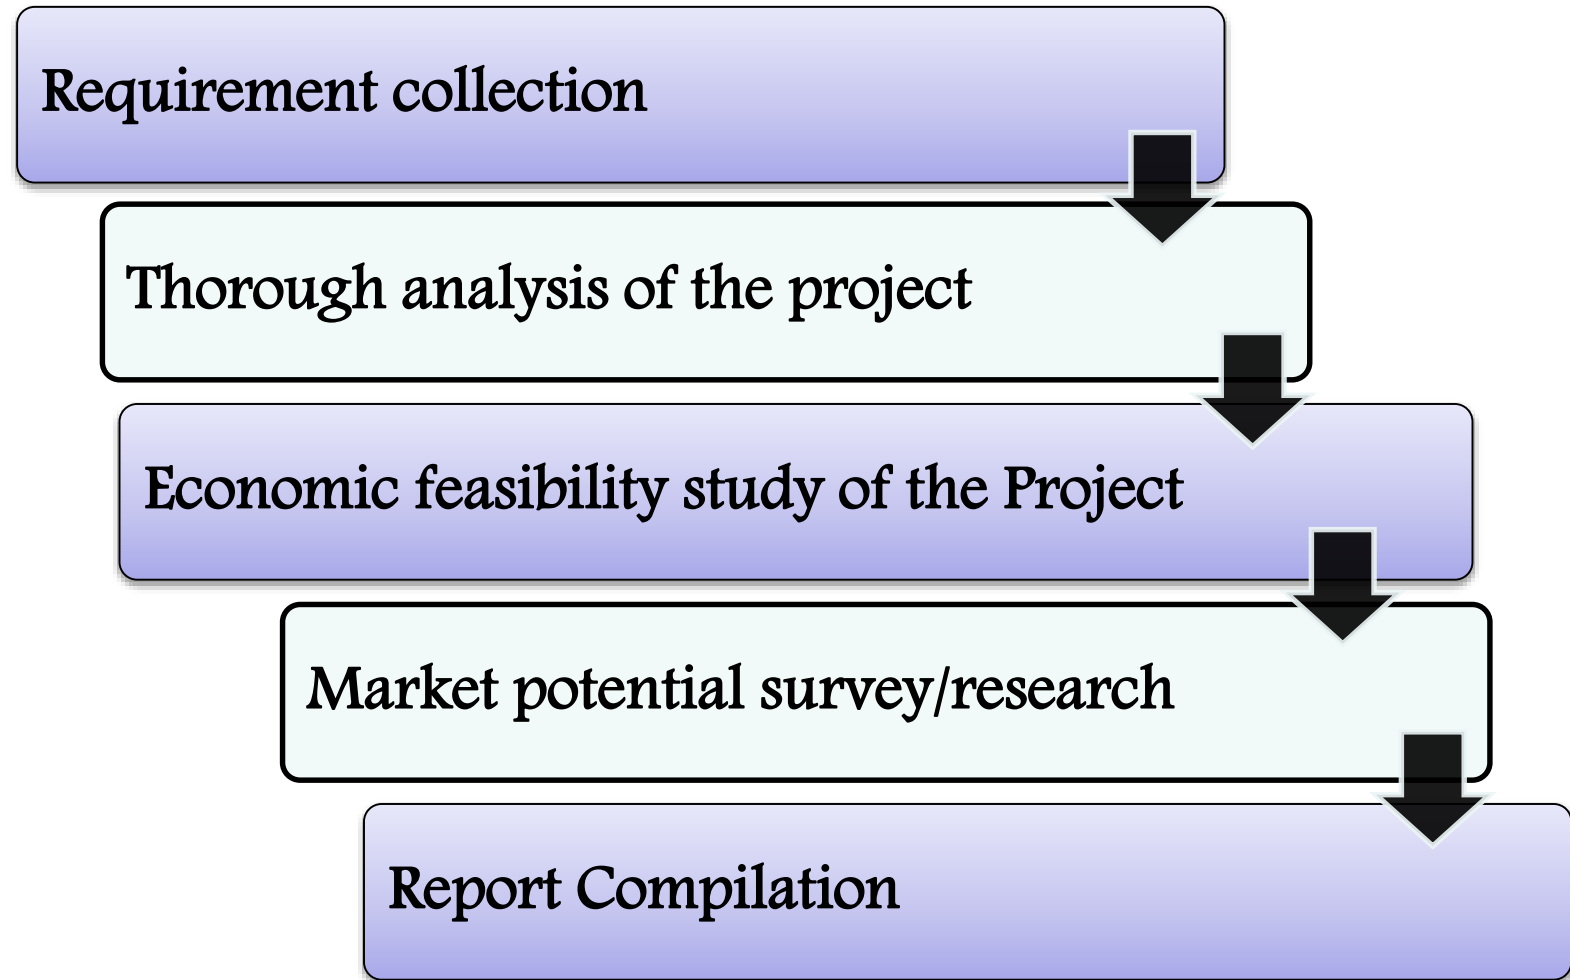 Requirement collection
Thorough analysis of the project
Economic feasibility study of the Project
Market potential survey/research
Report Compilation